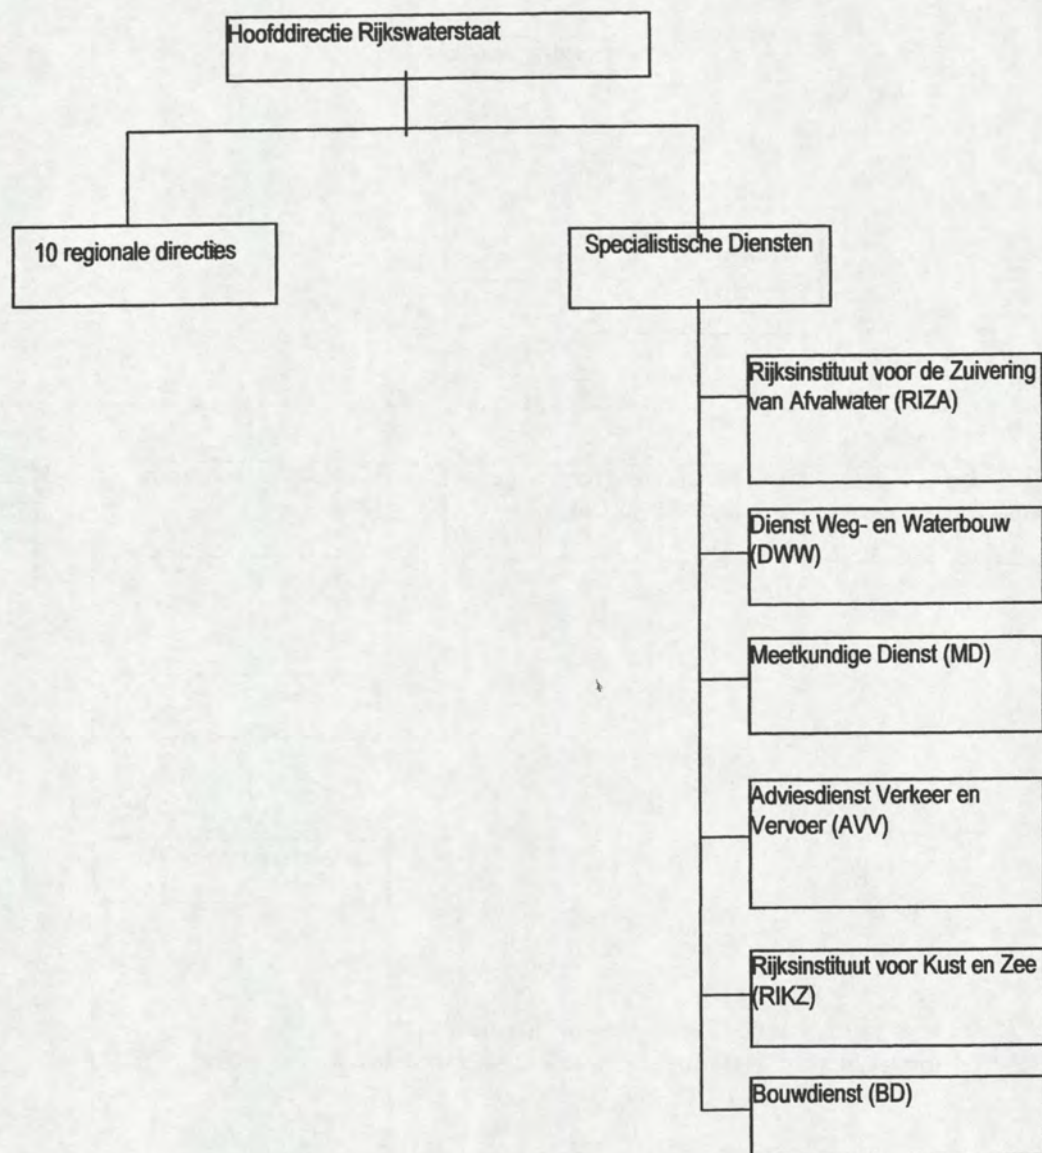 Hoofddirectie Rijkswaterstaat
10 regionale directies
Specialistische Diensten
Rijksinstituut voor de Zuivering
van Afvalwater (RIZA)
Dienst Weg- en Waterbouw
(DWW)
Meetkundige Dienst (MD)
Adviesdienst Verkeer en
Vervoer (AVV)
Rijksinstituut voor Kust en Zee
(RIKZ)
Bouwdienst (BD)